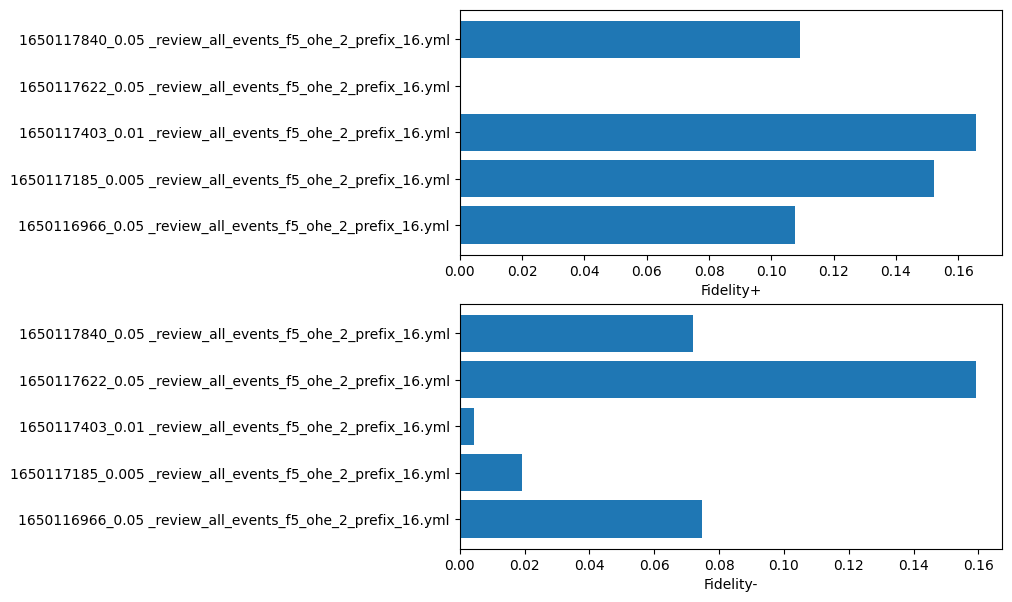 1650117840_0.05 _review_all_events_f5_ohe_2_prefix_16.yml
1650117622_0.05 _review_all_events_f5_ohe_2_prefix_16.yml
1650117403_0.01 _review_all_events_f5_ohe_2_prefix_16.yml
1650117185_0.005 _review_all_events_f5_ohe_2_prefix_16.yml
1650116966_0.05 _review_all_events_f5_ohe_2_prefix_16.yml
0.00 0.02 0.04 0.06 0.08 0.10 0.12 0.14 0.16
Fidelity+
1650117840_0.05 _review_all_events_f5_ohe_2_prefix_16.yml
1650117622_0.05 _review_all_events_f5_ohe_2_prefix_16.yml
1650117403_0.01 _review_all_events_f5_ohe_2_prefix_16.yml
1650117185_0.005 _review_all_events_f5_ohe_2_prefix_16.yml
1650116966_0.05 _review_all_events_f5_ohe_2_prefix_16.yml
0.00 0.02 0.04 0.06 0.08 0.10 0.12 0.14 0.16
Fidelity-